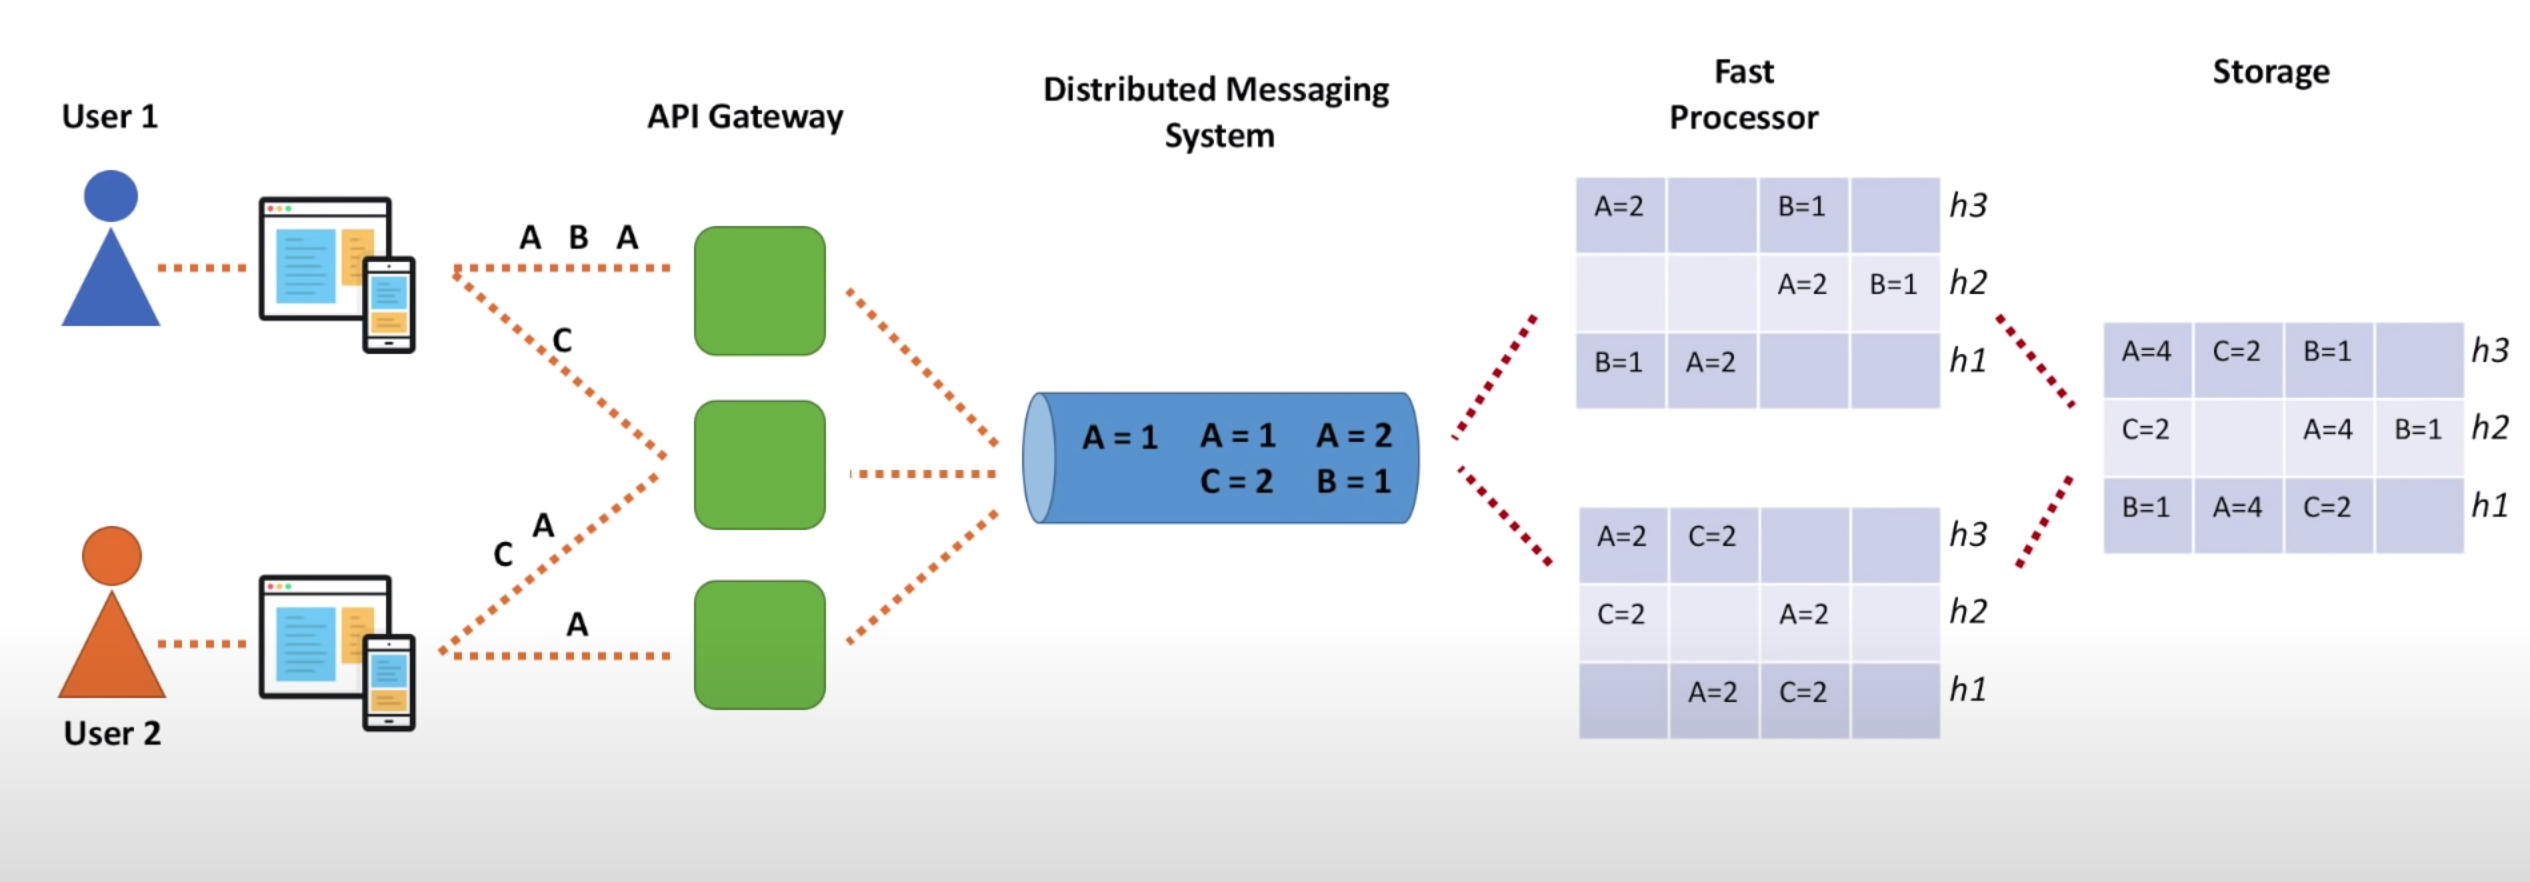 User 1
API Gateway
Distributed Messaging
System
Fast
Processor
Storage
A B A
C
C A
A
User 2
A = 1 A = 1 A = 2
C = 2 B = 1
A=2 B=1 h3
A=2 B=1 h2
B=1 A=2 h1
A=2 C=2 h3
C=2 A=2 h2
A=2 C=2 h1
A=4 C=2 B=1 h3
C=2 A=4 B=1 h2
B=1 A=4 C=2 h1